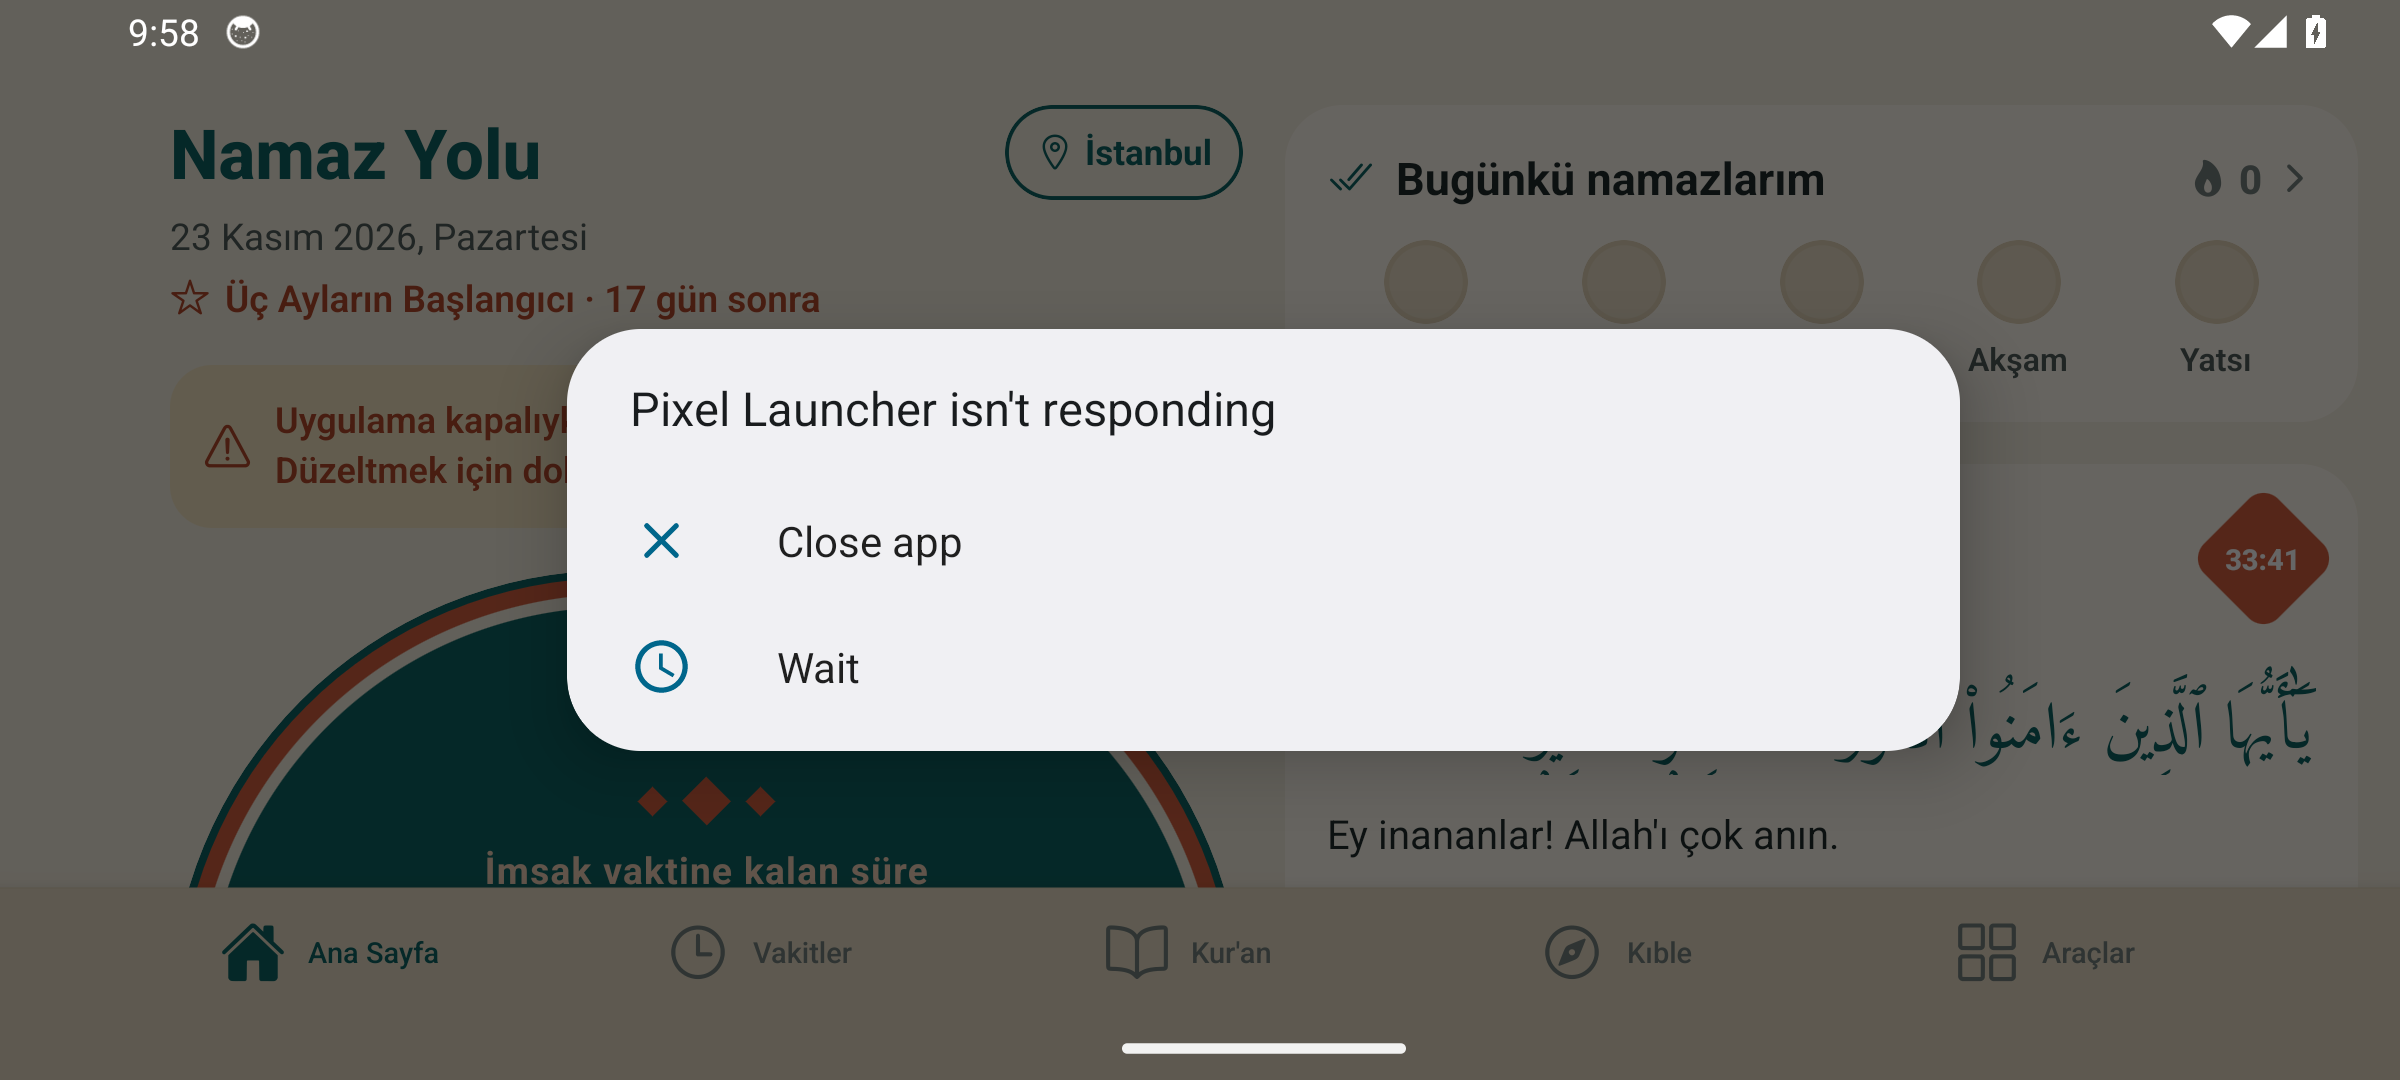 9:58
Namaz Yolu
İstanbul
23 Kasım 2026, Pazartesi
Üç Ayların Başlangıcı · 17 gün sonra
Uygulama
Düzeltmek için
Bugünkü namazlarım
0
Akşam
Yatsı
Pixel Launcher isn't responding
Close app
Wait
33:41
يَٰٓأَيُّهَا ٱلَّذِينَ ءَامَنُوا۟
Ey inananlar! Allah'ı çok anın.
İmsak vaktine kalan süre
Ana Sayfa
Vakitler
Kur'an
Kıble
Araçlar